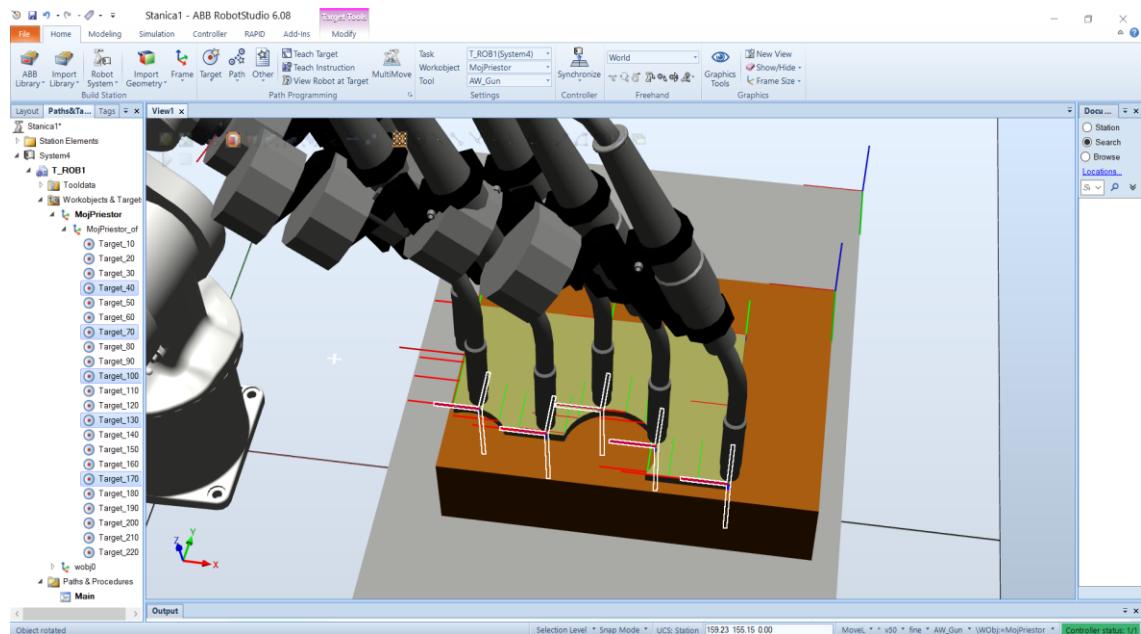 Stanica1 - ABB RobotStudio 6.08
Target Tools
File Home Modeling Simulation Controller RAPID Add-Ins Modify
ABB Library Import Library Robot System Import Geometry Frame
Build Station
Target Path Other
Teach Target
Teach Instruction
View Robot at Target
MultiMove
Path Programming
Task T_ROB1(System4)
Workobject MojPriestor
Tool AW_Gun
Settings
Synchronize
Controller
World
Freehand
Graphics Tools
New View
Show/Hide
Frame Size
Graphics
Layout Paths&Ta... Tags
View1
Docu...
Stanica1*
Station Elements
System4
T_ROB1
Tooldata
Workobjects & Target
MojPriestor
MojPriestor_of
Target_10
Target_20
Target_30
Target_40
Target_50
Target_60
Target_70
Target_80
Target_90
Target_100
Target_110
Target_120
Target_130
Target_140
Target_150
Target_160
Target_170
Target_180
Target_190
Target_200
Target_210
Target_220
wobj0
Paths & Procedures
Main
Z Y X
Station
Search
Browse
Locations...
Output
Object rotated
Selection Level Snap Mode UCS: Station 159.23 155.15 0.00 MoveL * * v50 * fine * AW_Gun * \WObj:=MojPriestor Controller status: 1/1